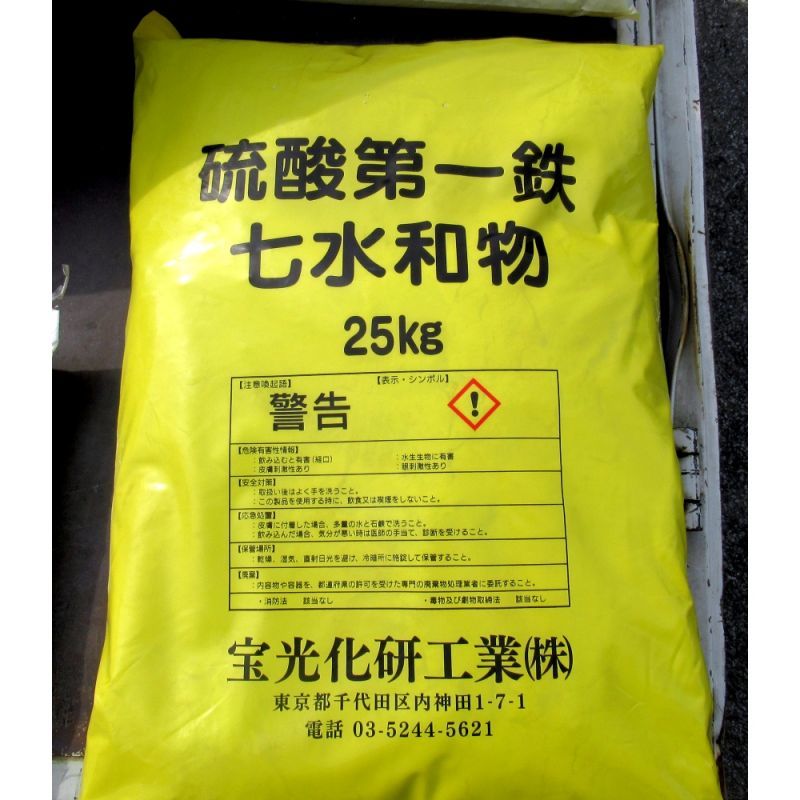 硫酸第一鉄
七水和物
25kg
【注意喚起語】 【表示・シンボル】
警告
【危険有害性情報】
：飲み込むと有害(経口) ：水生生物に有害
：皮膚刺激性あり ：眼刺激性あり
【安全対策】
：取扱い後はよく手を洗うこと。
：この製品を使用する時に、飲食又は喫煙をしないこと。
【応急処置】
：皮膚に付着した場合、多量の水と石鹸で洗うこと。
：飲み込んだ場合、気分が悪い時は医師の手当て、診断を受けること。
【保管場所】
：乾燥、湿気、直射日光を避け、冷暗所に施錠して保管すること。
【廃棄】
：内容物や容器を、都道府県の許可を受けた専門の廃棄物処理業者に委託すること。
・消防法 該当なし ・毒物及び劇物取締法 該当なし
宝光化研工業㈱
東京都千代田区内神田1-7-1
電話 03-5244-5621